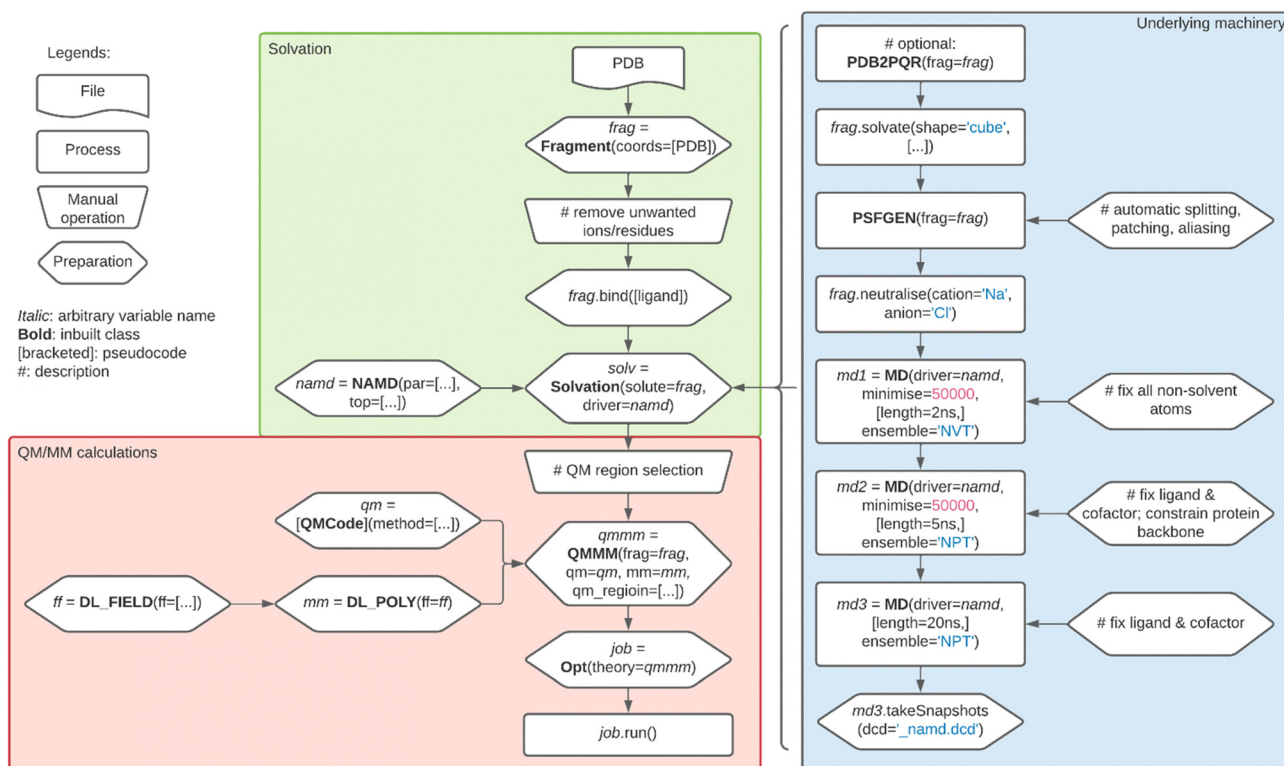 Legends:
File
Process
Manual
operation
Preparation
Italic: arbitrary variable name
Bold: inbuilt class
[bracketed]: pseudocode
#: description
Solvation
PDB
frag =
Fragment(coords=[PDB])
# remove unwanted
ions/residues
frag.bind([ligand])
namd = NAMD(par=[...],
top=[...])
solv =
Solvation(solute=frag,
driver=namd)
QM/MM calculations
# QM region selection
qm =
[QMCode](method=[...])
ff = DL_FIELD(ff=[...])
mm = DL_POLY(ff=ff)
qmmm =
QMMM(frag=frag,
qm=qm, mm=mm,
qm_regioin=[...])
job =
Opt(theory=qmmm)
job.run()
Underlying machinery
# optional:
PDB2PQR(frag=frag)
frag.solvate(shape='cube',
[...])
PSFGEN(frag=frag)
# automatic splitting,
patching, aliasing
frag.neutralise(cation='Na',
anion='Cl')
md1 = MD(driver=namd,
minimise=50000,
[length=2ns,]
ensemble='NVT')
# fix all non-solvent
atoms
md2 = MD(driver=namd,
minimise=50000,
[length=5ns,]
ensemble='NPT')
# fix ligand &
cofactor; constrain protein
backbone
md3 = MD(driver=namd,
[length=20ns,]
ensemble='NPT')
# fix ligand & cofactor
md3.takeSnapshots
(dcd='_namd.dcd')